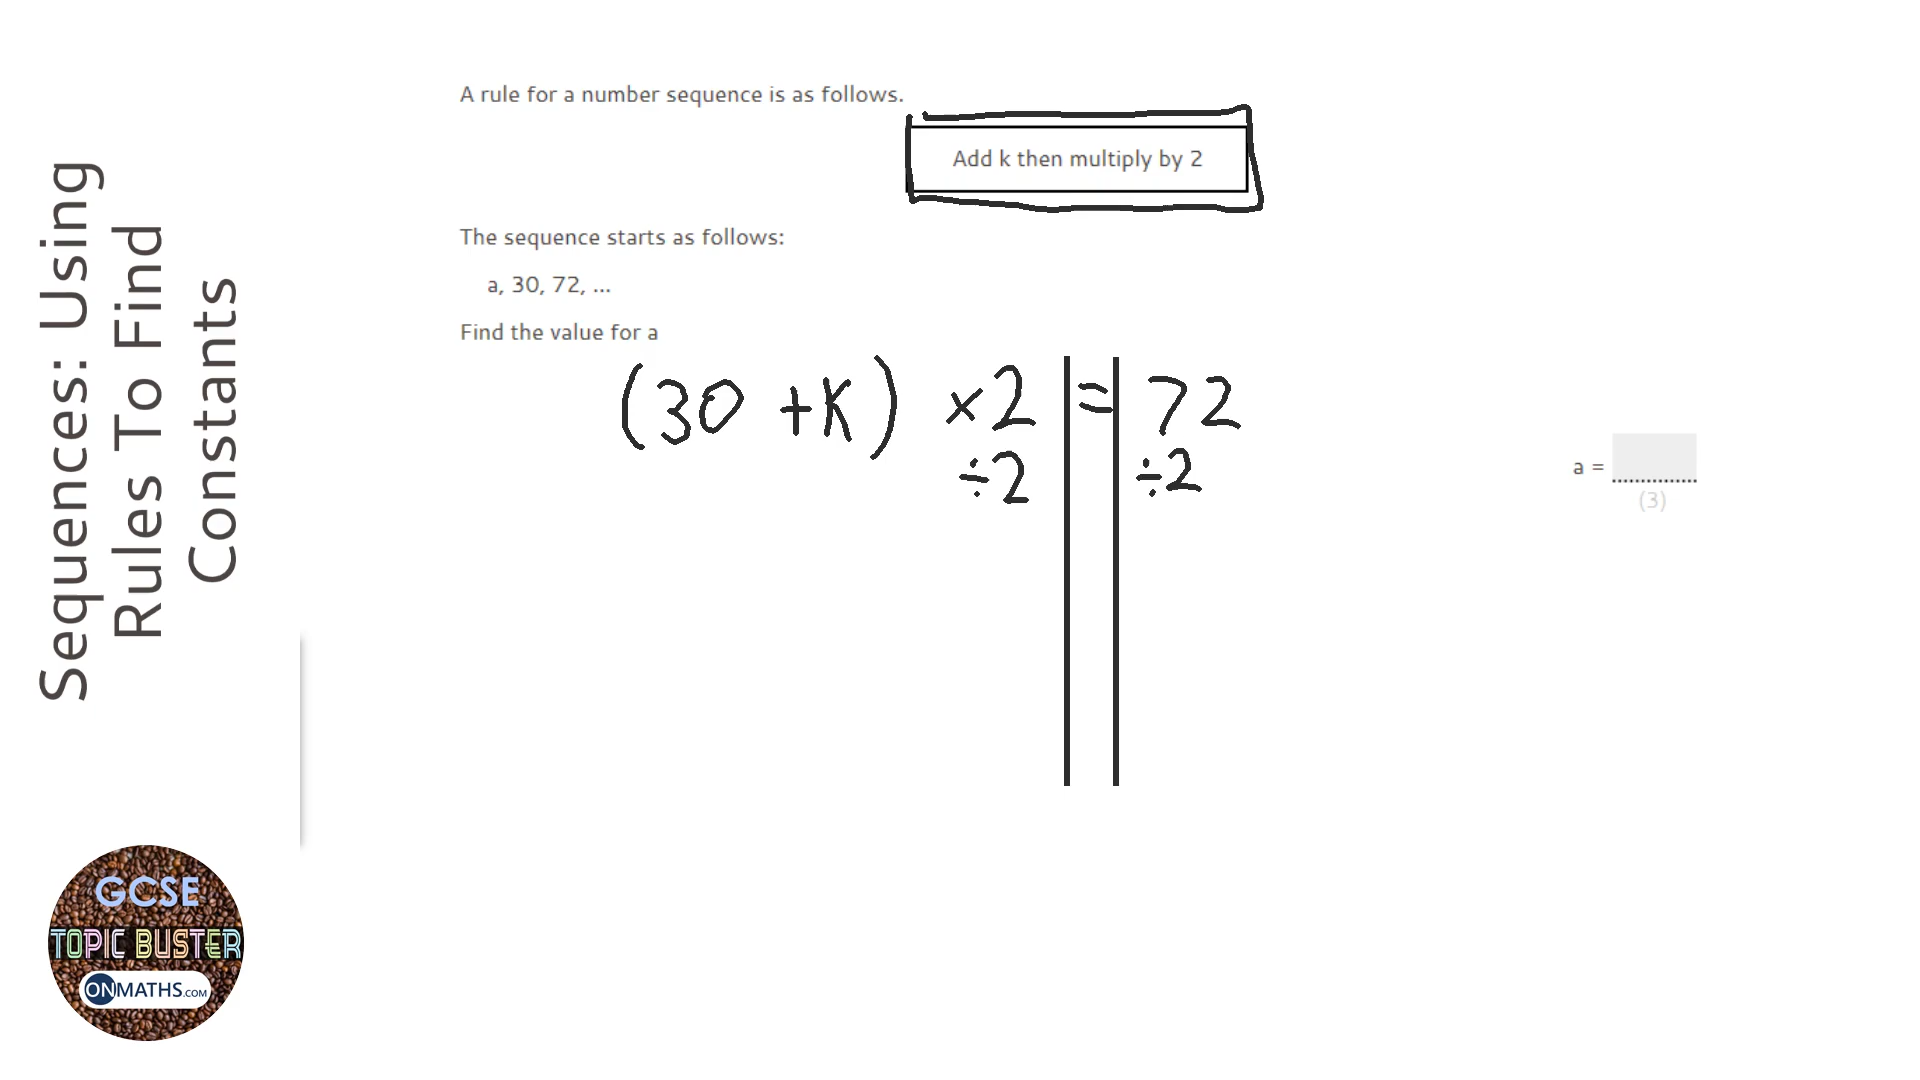 Sequences: Using
Rules To Find
Constants
A rule for a number sequence is as follows.
Add k then multiply by 2
The sequence starts as follows:
a, 30, 72, ...
Find the value for a
(30 +K) ×2 = 72
÷2 ÷2
a =
(3)
GCSE
TOPIC BUSTER
ONMATHS.COM